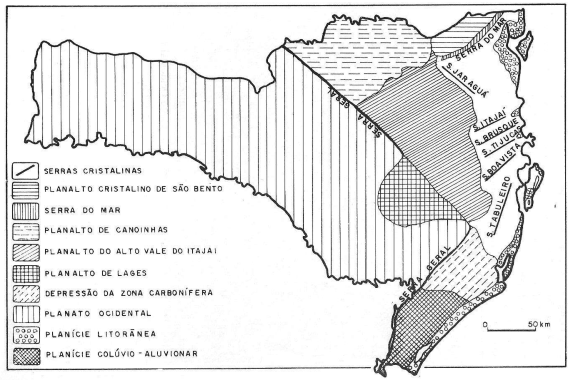 SERRA DO MAR
S. JARAGUÁ
SERRA GERAL
S. ITAJAÍ
S. BRUSQUE
S. TIJUCAS
S. BOA VISTA
S. TABULEIRO
SERRA GERAL
SERRAS CRISTALINAS
PLANALTO CRISTALINO DE SÃO BENTO
SERRA DO MAR
PLANALTO DE CANOINHAS
PLANALTO DO ALTO VALE DO ITAJAI
PLANALTO DE LAGES
DEPRESSÃO DA ZONA CARBONÍFERA
PLANATO OCIDENTAL
PLANÍCIE LITORÂNEA
PLANÍCIE COLÚVIO-ALUVIONAR
0 50 km